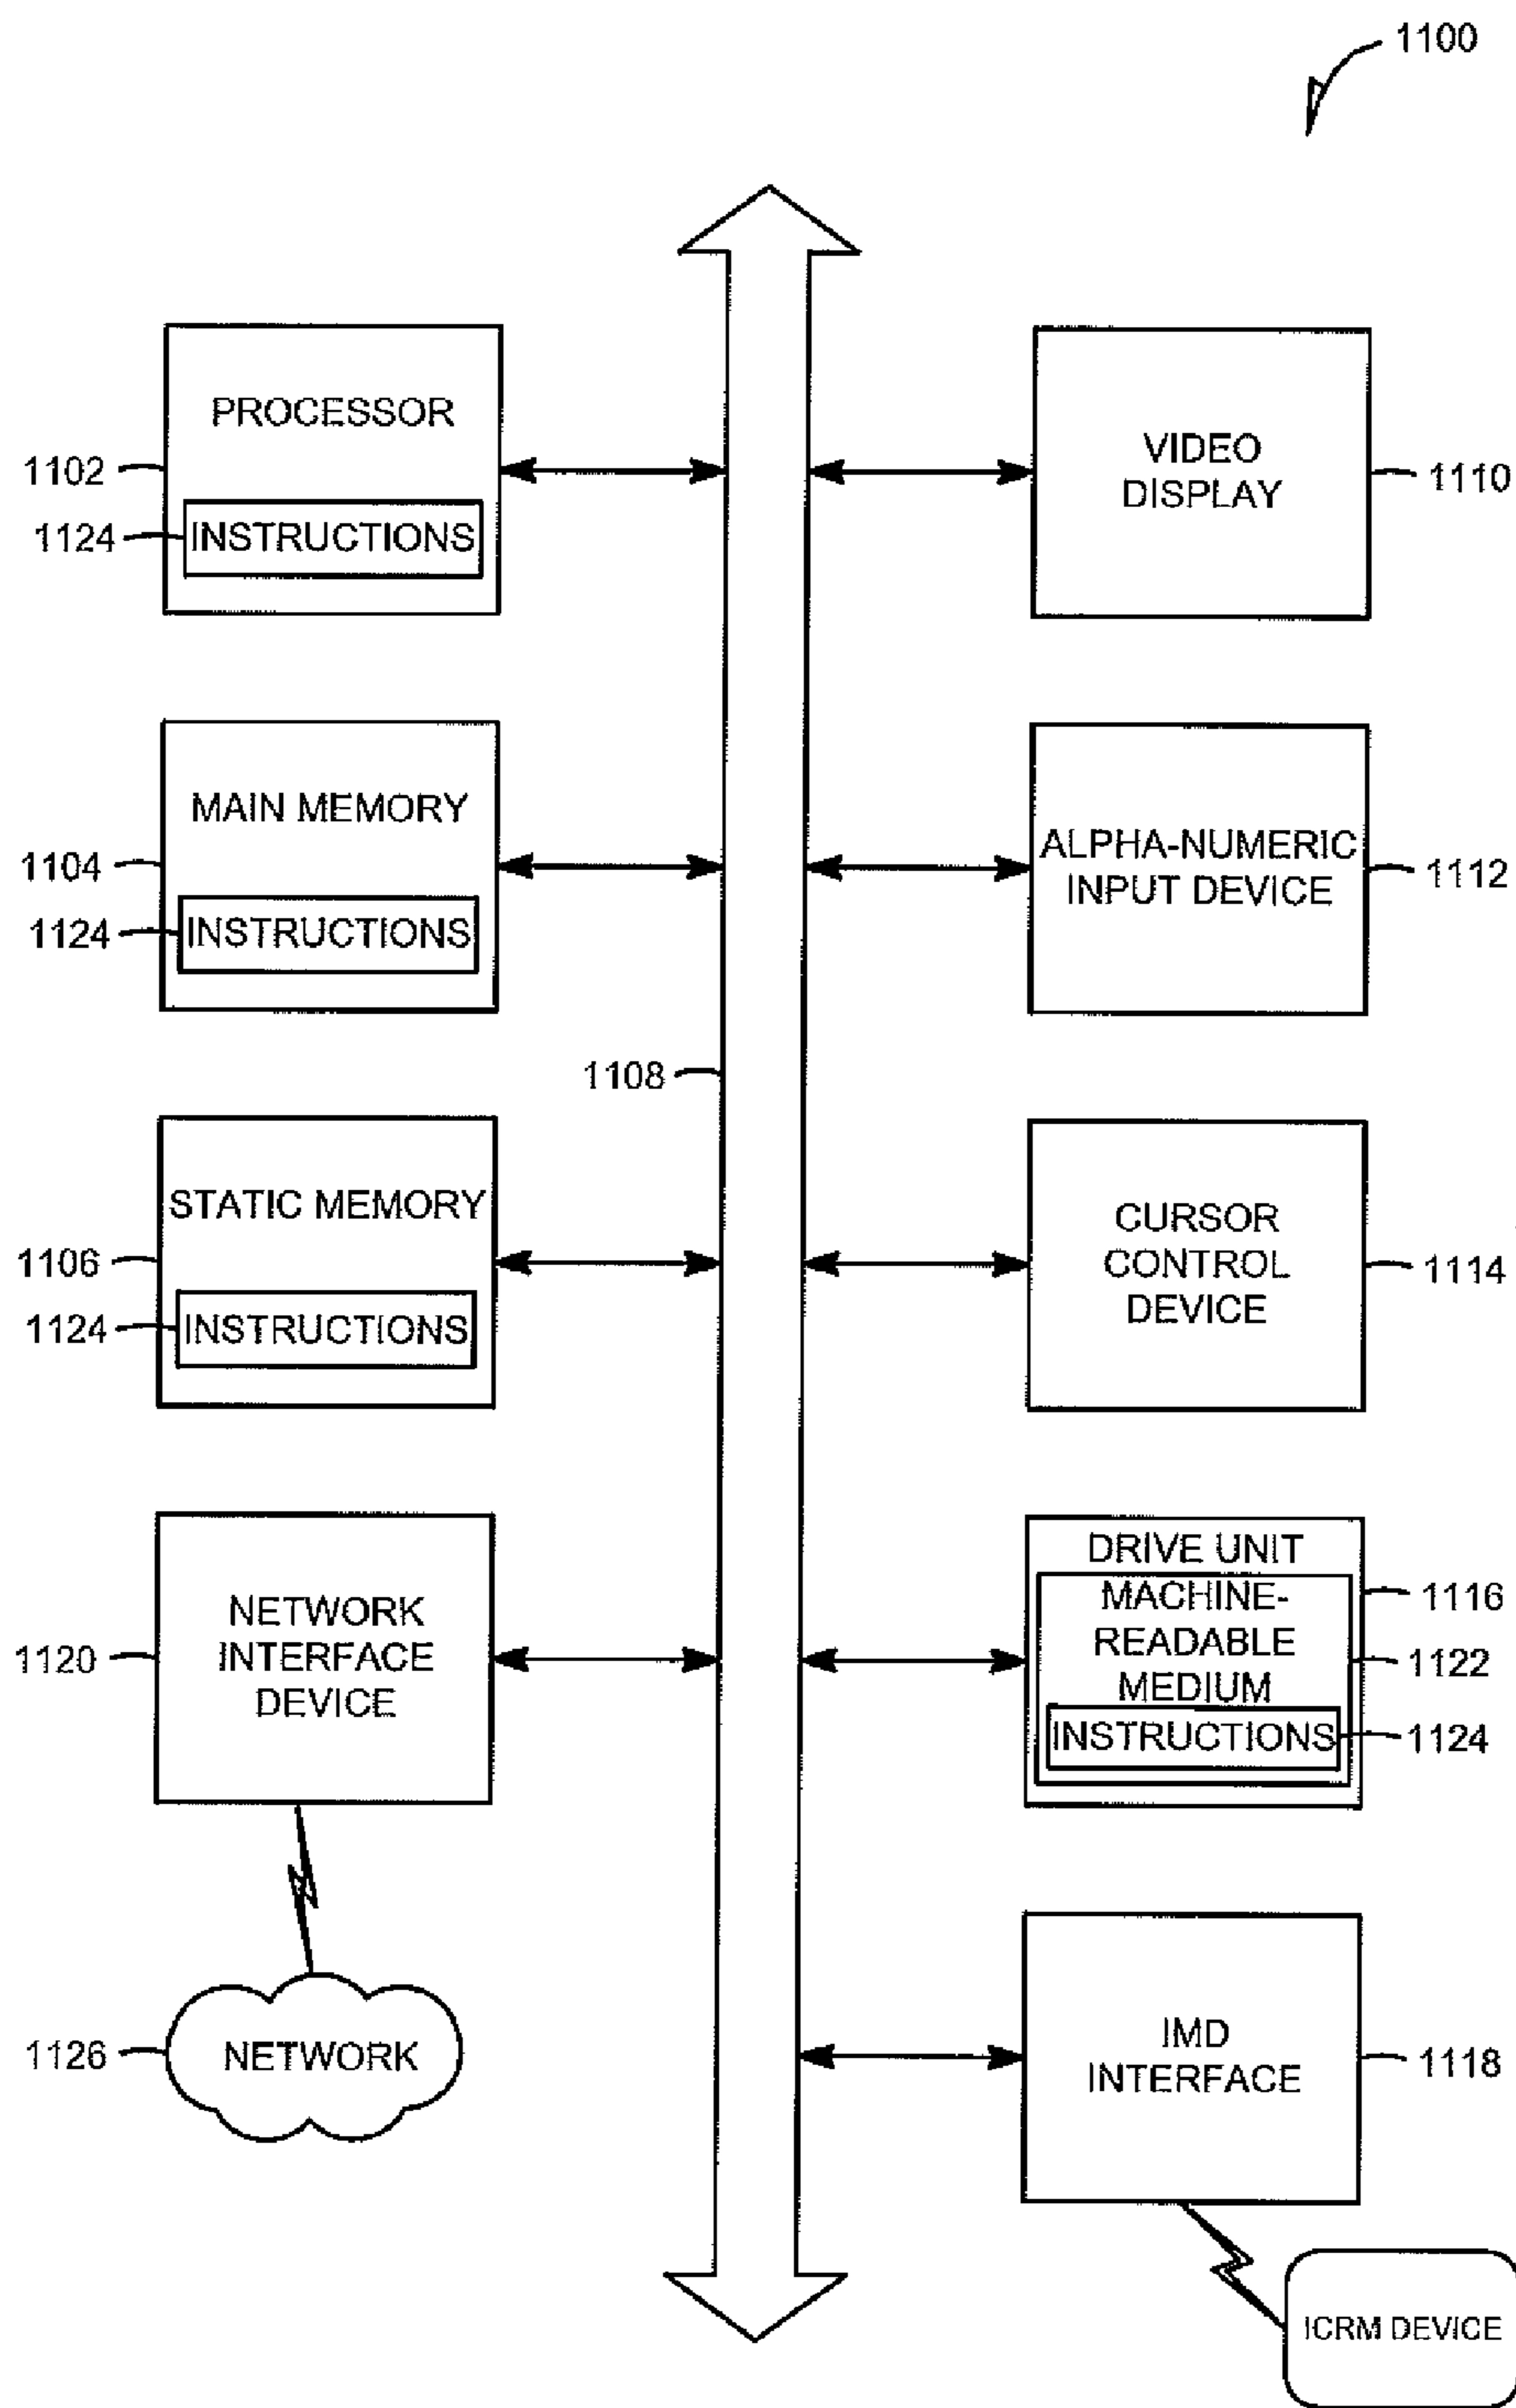 1100
PROCESSOR
1102
1124
INSTRUCTIONS
VIDEO
DISPLAY
1110
MAIN MEMORY
1104
1124
INSTRUCTIONS
ALPHA-NUMERIC
INPUT DEVICE
1112
1108
STATIC MEMORY
1106
1124
INSTRUCTIONS
CURSOR
CONTROL
DEVICE
1114
NETWORK
INTERFACE
DEVICE
1120
DRIVE UNIT
1116
MACHINE-
READABLE
MEDIUM
1122
INSTRUCTIONS
1124
NETWORK
1126
IMD
INTERFACE
1118
ICRM DEVICE